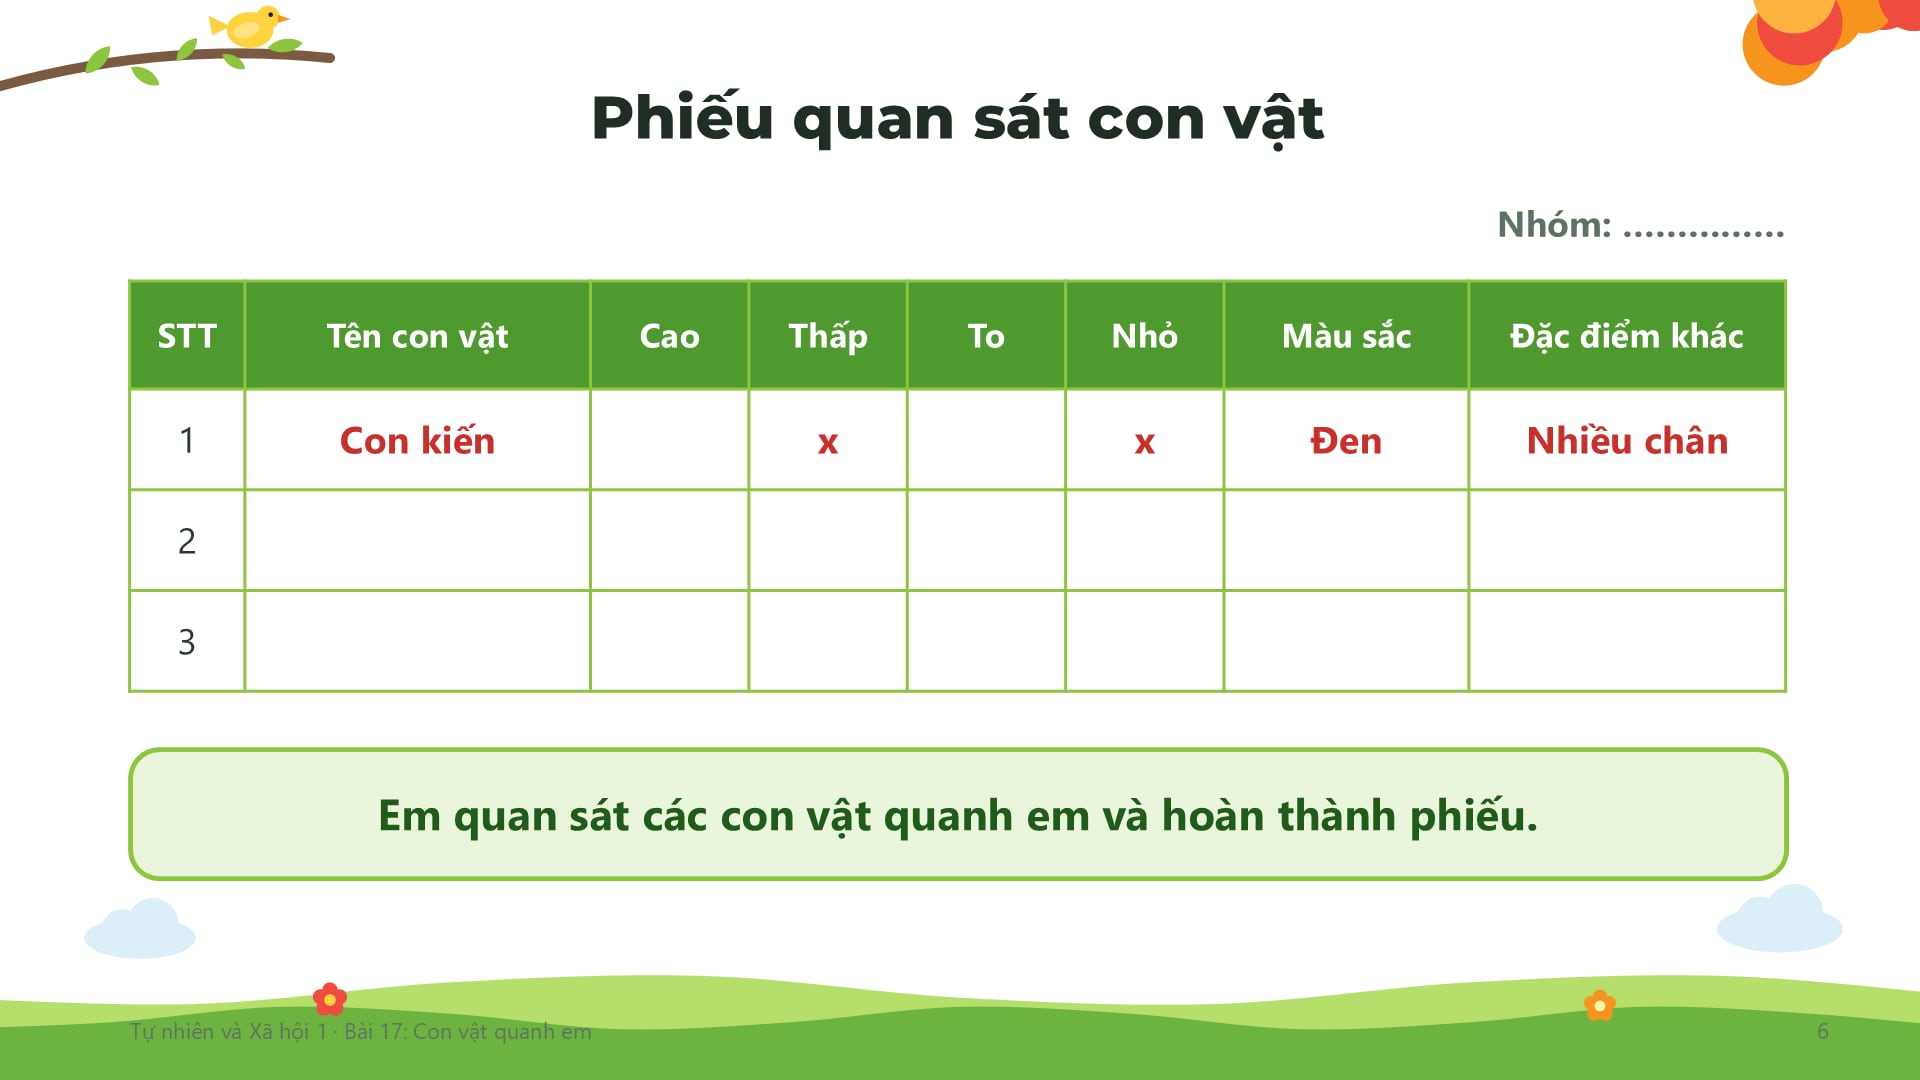 Phiếu quan sát con vật
Nhóm: ...............
STT Tên con vật Cao Thấp To Nhỏ Màu sắc Đặc điểm khác
1 Con kiến x x Đen Nhiều chân
2
3
Em quan sát các con vật quanh em và hoàn thành phiếu.
Tự nhiên và Xã hội 1 · Bài 17: Con vật quanh em 6